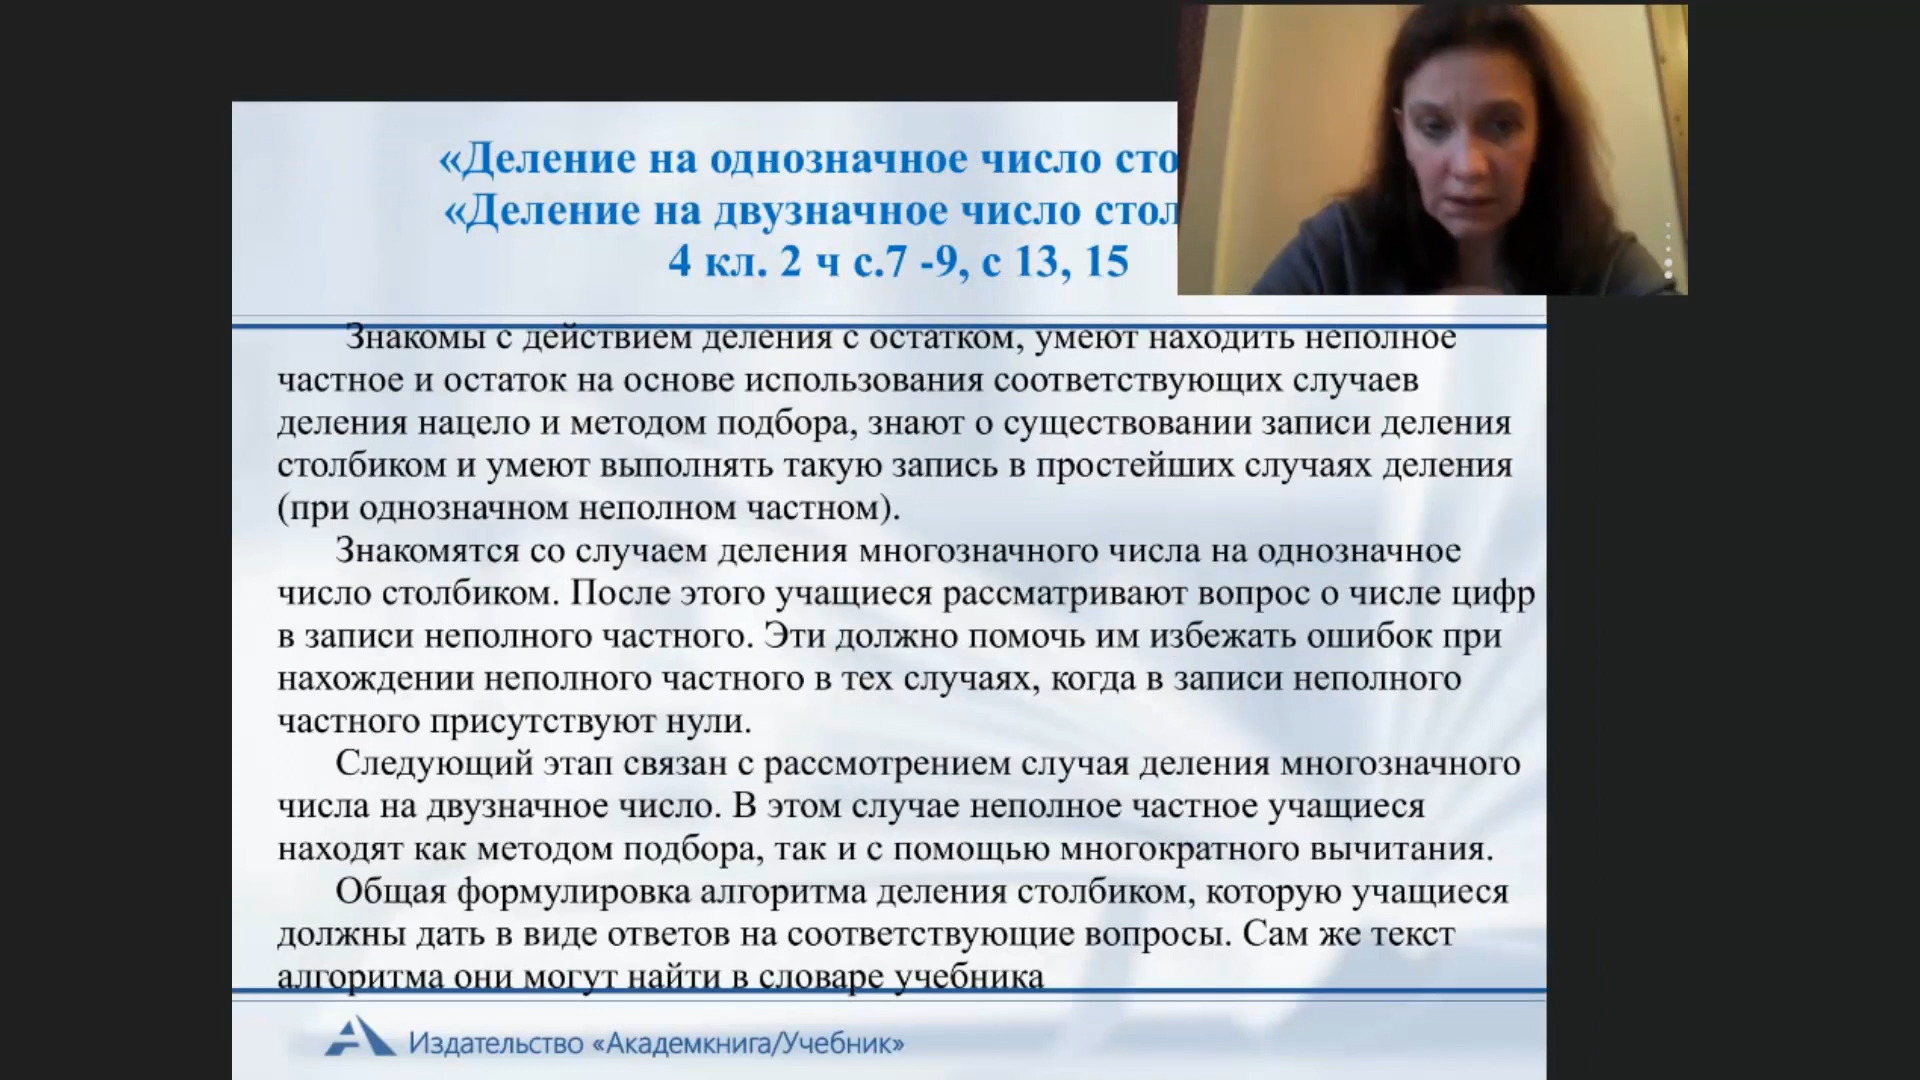 «Деление на однозначное число
«Деление на двузначное число
4 кл. 2 ч с.7 -9, с 13, 15
Знакомы с действием деления с остатком, умеют находить неполное
частное и остаток на основе использования соответствующих случаев
деления нацело и методом подбора, знают о существовании записи деления
столбиком и умеют выполнять такую запись в простейших случаях деления
(при однозначном неполном частном).
Знакомятся со случаем деления многозначного числа на однозначное
число столбиком. После этого учащиеся рассматривают вопрос о числе цифр
в записи неполного частного. Эти должно помочь им избежать ошибок при
нахождении неполного частного в тех случаях, когда в записи неполного
частного присутствуют нули.
Следующий этап связан с рассмотрением случая деления многозначного
числа на двузначное число. В этом случае неполное частное учащиеся
находят как методом подбора, так и с помощью многократного вычитания.
Общая формулировка алгоритма деления столбиком, которую учащиеся
должны дать в виде ответов на соответствующие вопросы. Сам же текст
алгоритма они могут найти в словаре учебника
Издательство «Академкнига/Учебник»